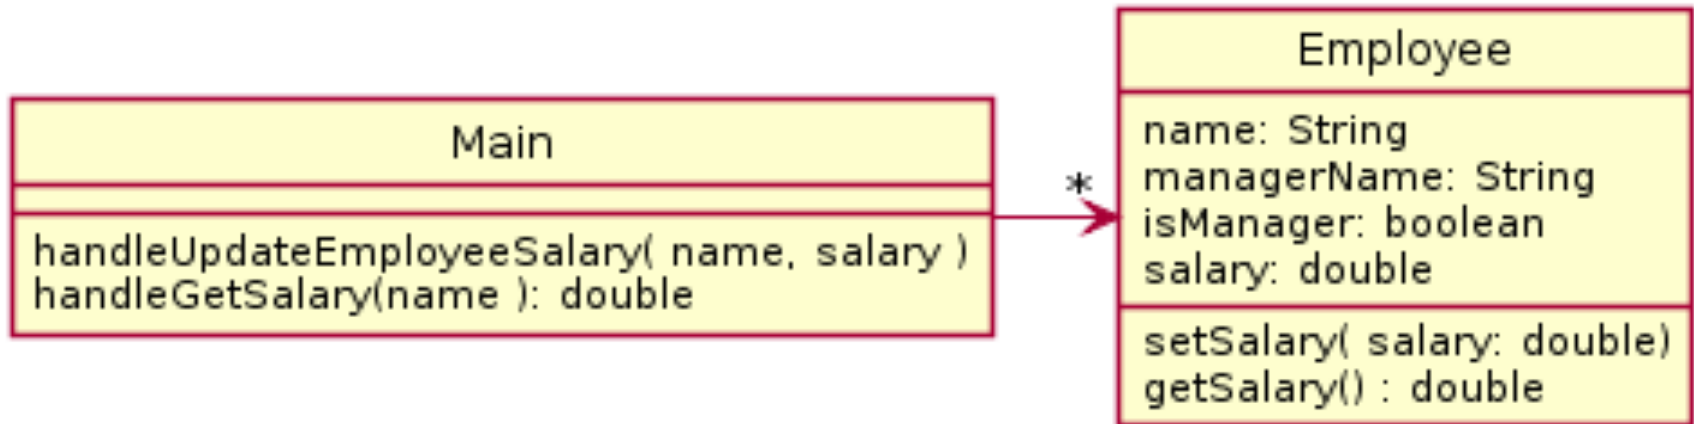 Main
handleUpdateEmployeeSalary( name, salary )
handleGetSalary(name ): double
*
Employee
name: String
managerName: String
isManager: boolean
salary: double
setSalary( salary: double)
getSalary() : double